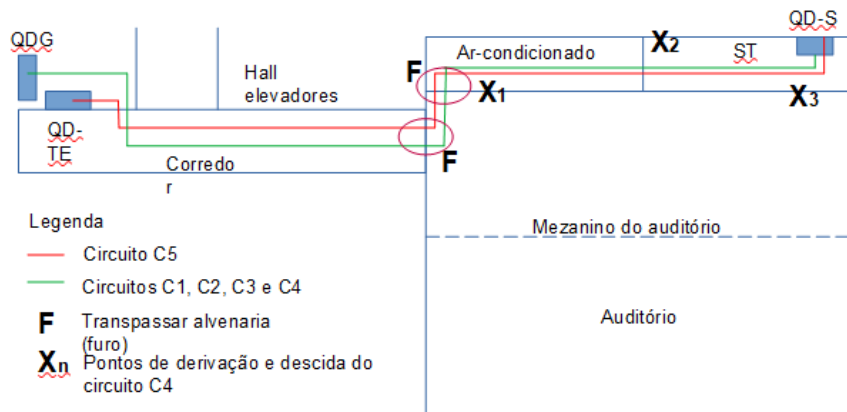 QDG
QD-S
Ar-condicionado
X2
ST
F
Hall
elevadores
X1
X3
QD-
TE
Corredo
r
F
Legenda
Mezanino do auditório
Circuito C5
Circuitos C1, C2, C3 e C4
Auditório
F Transpassar alvenaria
(furo)
Xn Pontos de derivação e descida do
circuito C4